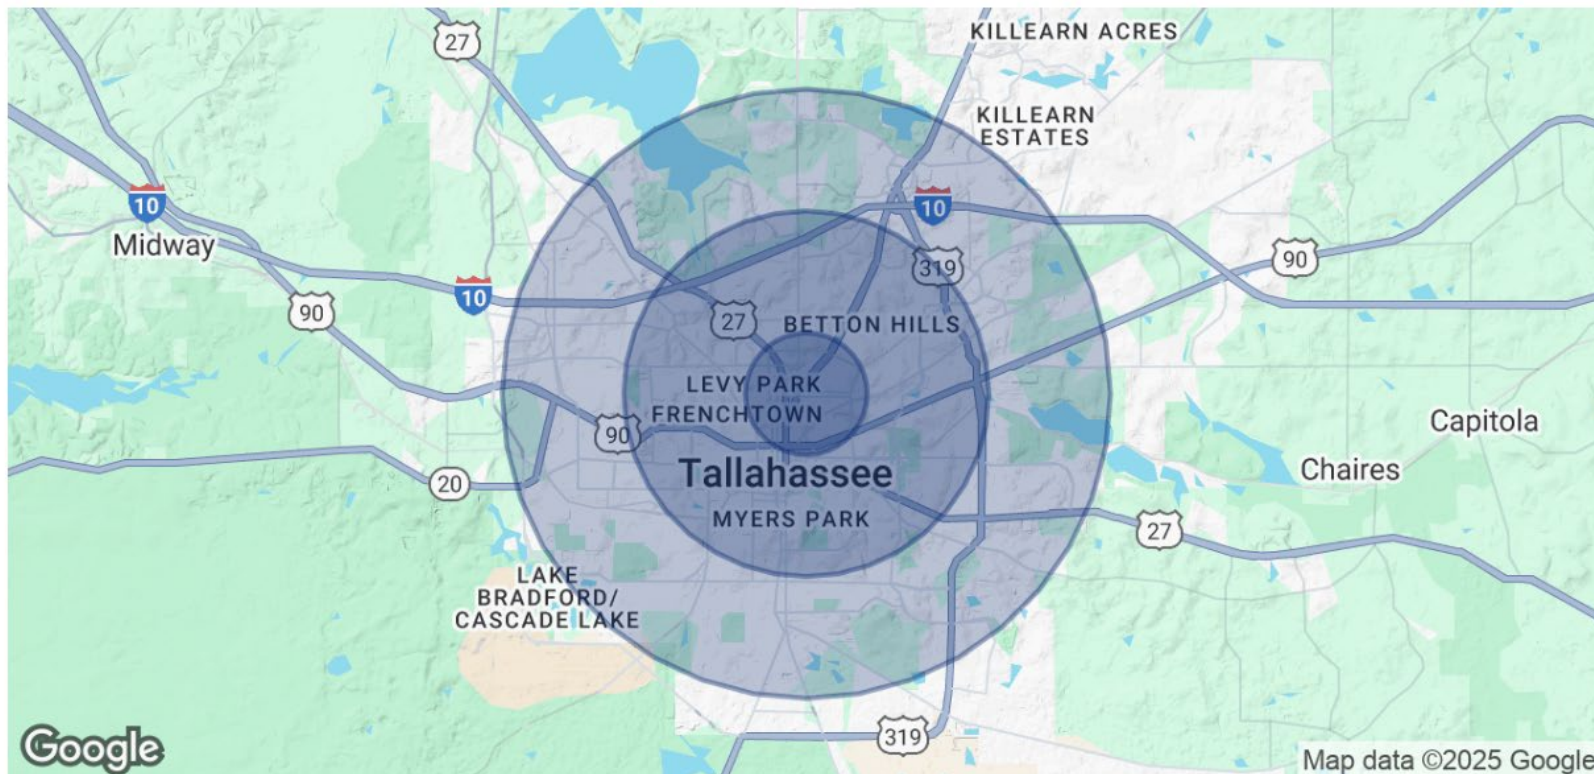 KILLEARN ACRES
27
KILLEARN
ESTATES
10
10
Midway
90
319
10
90
27
BETTON HILLS
LEVY PARK
FRENCHTOWN
90
Capitola
Tallahassee
Chaires
20
MYERS PARK
27
LAKE
BRADFORD/
CASCADE LAKE
319
Google
Map data ©2025 Google